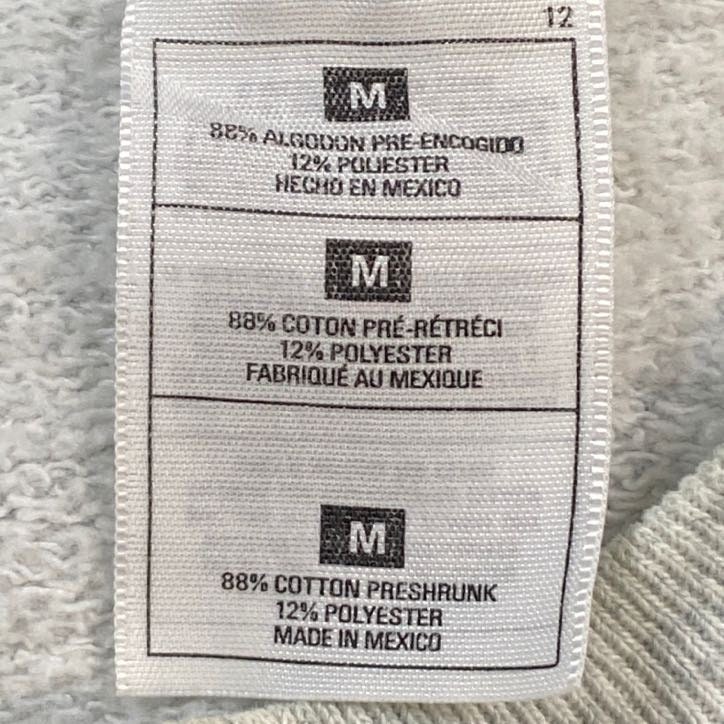 12
M
88% ALGODON PRE-ENCOGIDO
12% POLIESTER
HECHO EN MEXICO
M
88% COTON PRÉ-RÉTRÉCI
12% POLYESTER
FABRIQUÉ AU MEXIQUE
M
88% COTTON PRESHRUNK
12% POLYESTER
MADE IN MEXICO